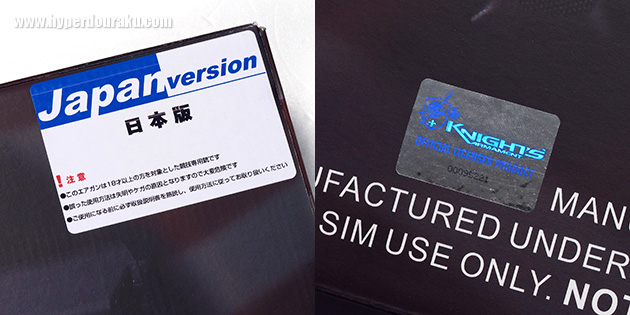 www.hyperdouraku.com
Japan version
日本版
! 注意
●このエアガンは18才以上の方を対象とした競技専用銃です
●誤った使用方法は失明やケガの原因となりますので大変危険です
●ご使用になる前に必ず取扱説明書を熟読し、使用方法に従ってお取り扱いください
KNIGHT'S
ARMAMENT
OFFICIAL LICENSED PRODUCT
MANU
UFACTURED UNDER
SIM USE ONLY. NOT